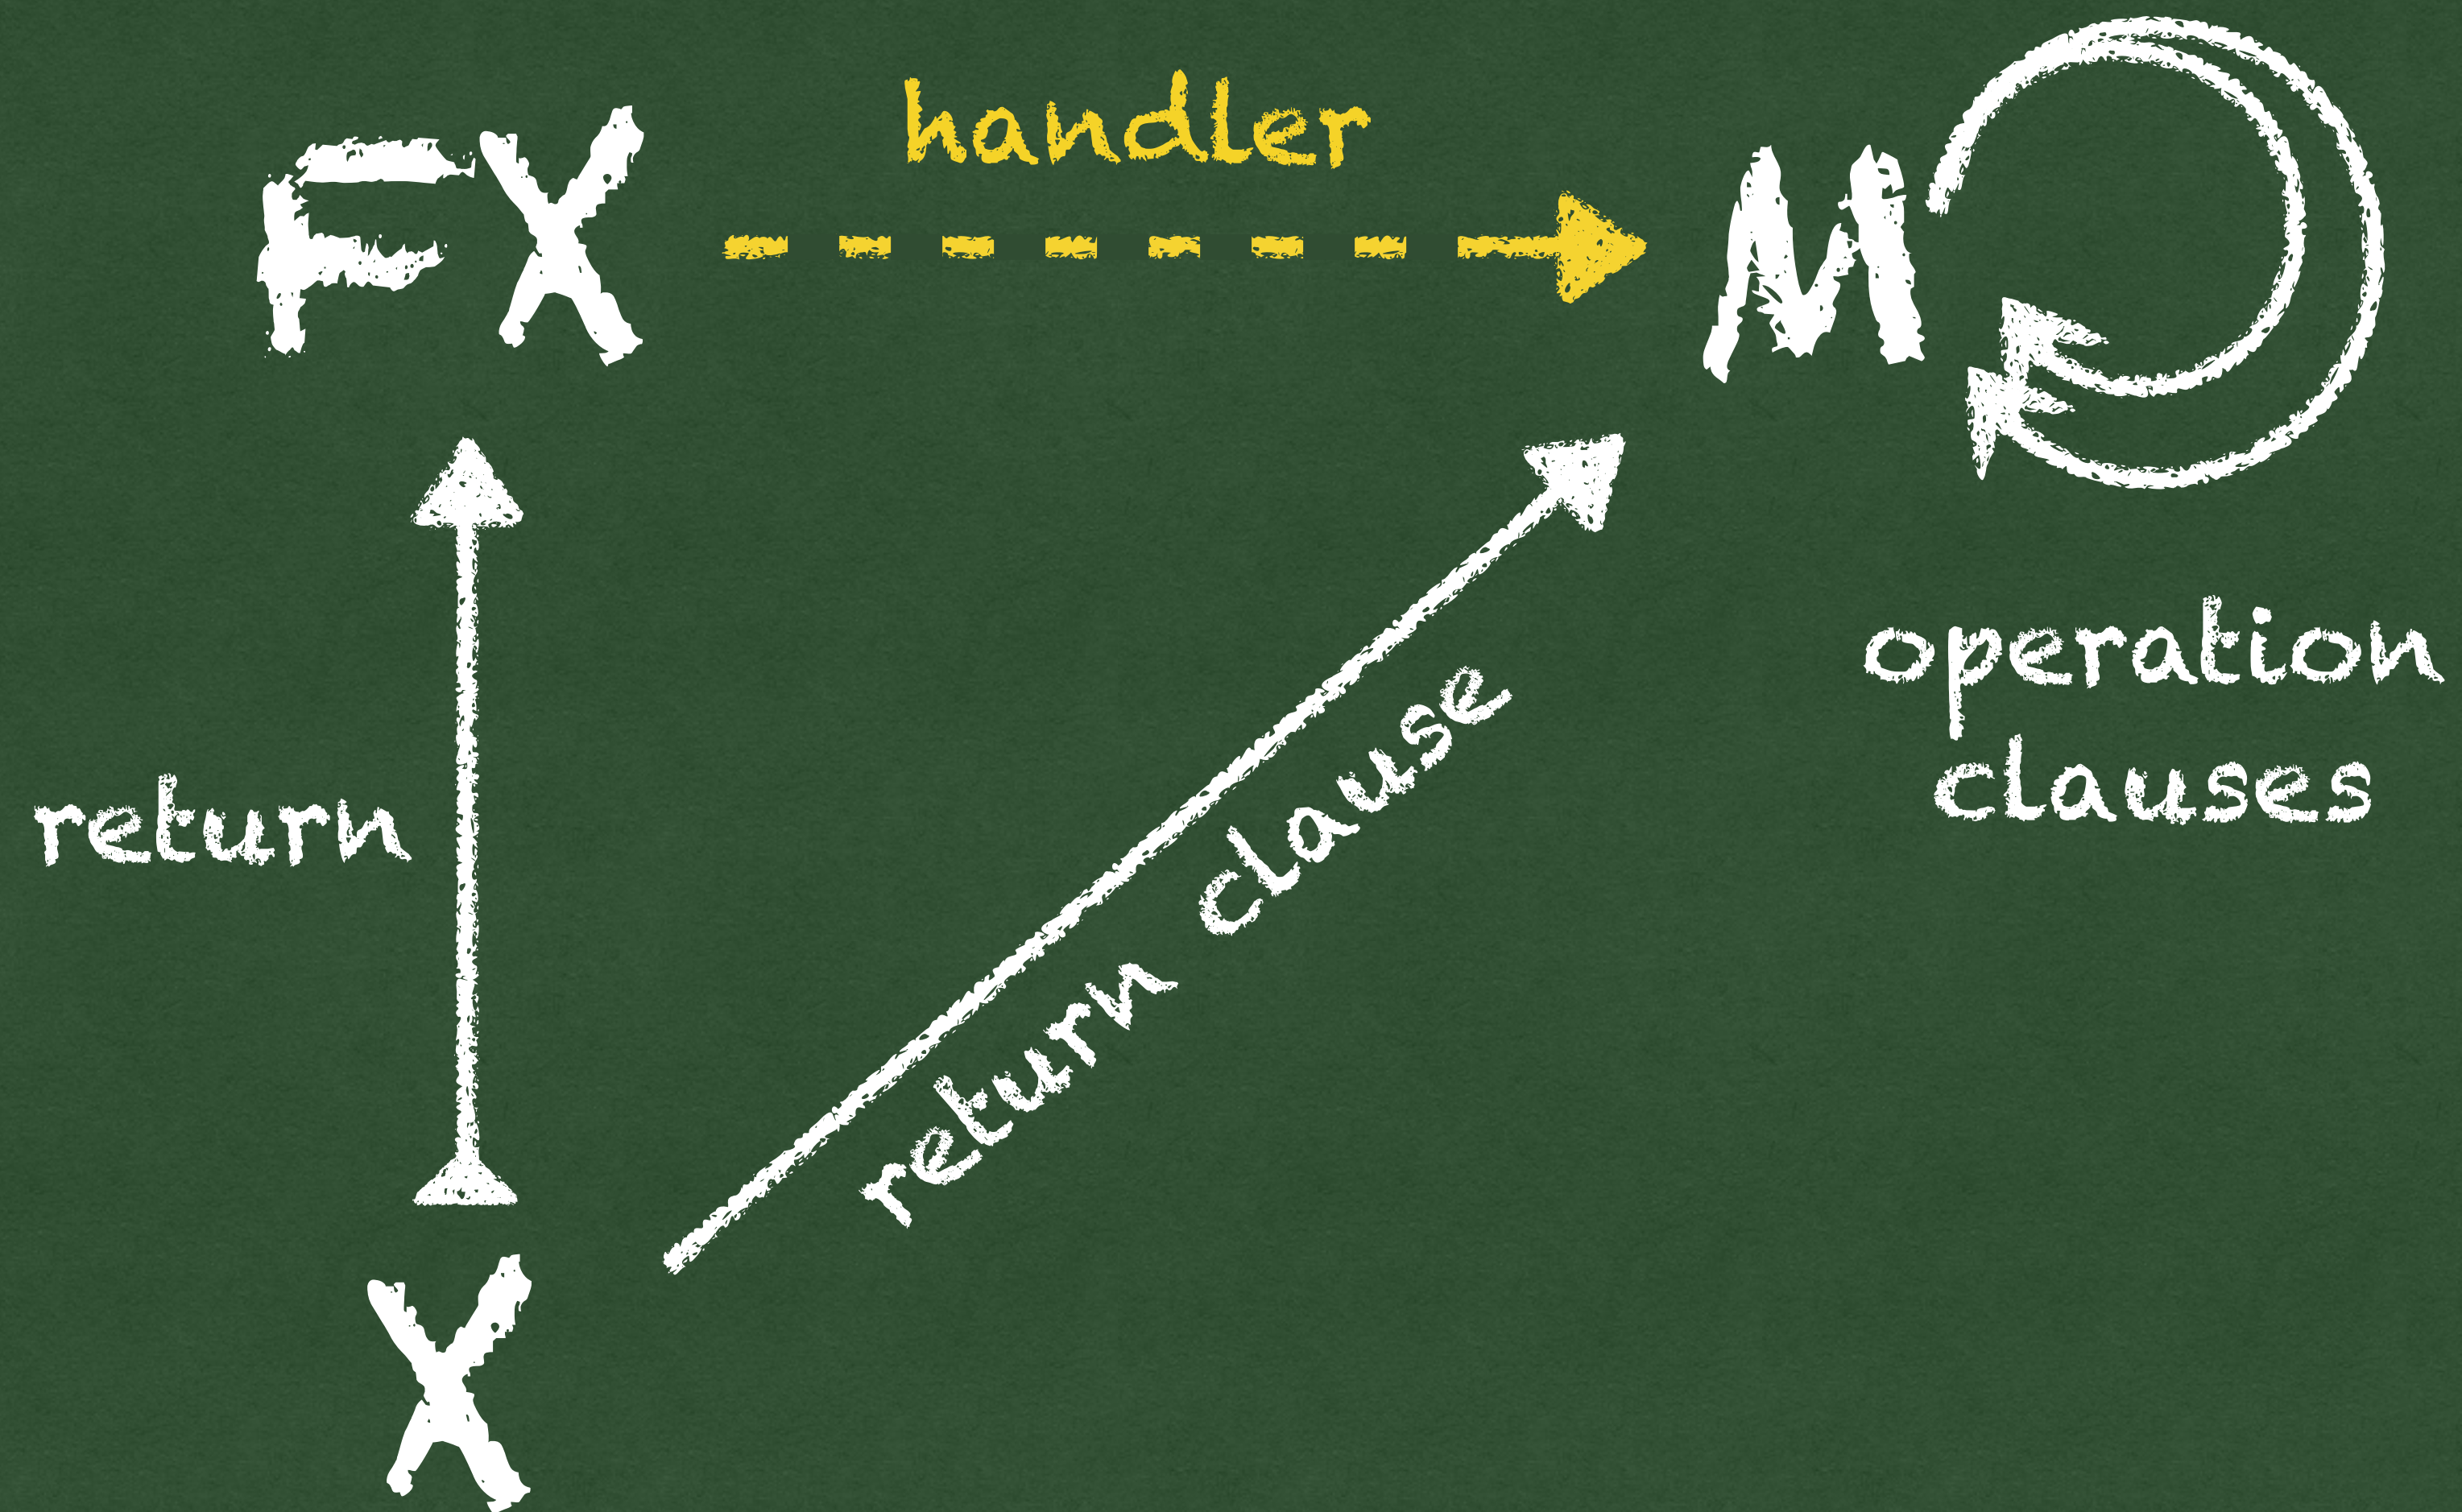 handler
FX
M
operation
clauses
return
return clause
X